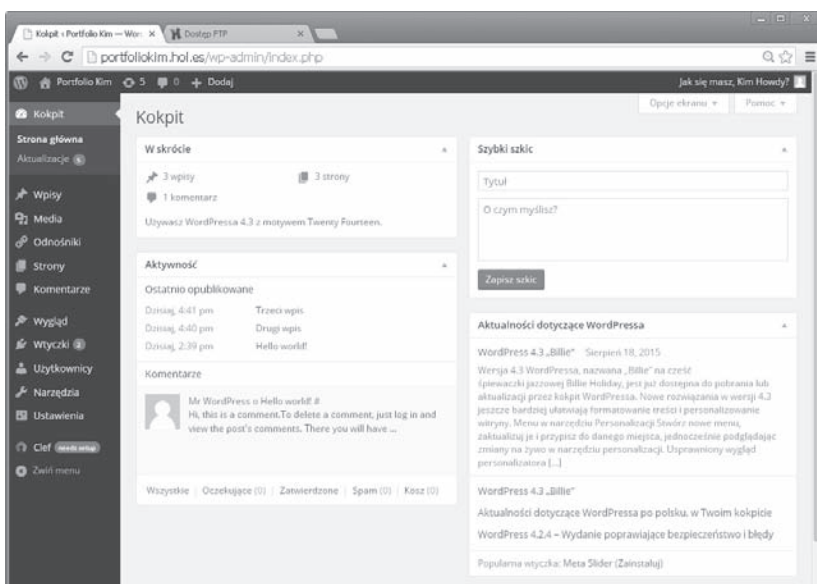 Kokpit ‹ Portfolio Kim — Wor
Dostęp FTP
portfoliokim.hol.es/wp-admin/index.php
Portfolio Kim 5 0 + Dodaj
Jak się masz, Kim Howdy?
Kokpit
Strona główna
Aktualizacje 5
Wpisy
Media
Odnośniki
Strony
Komentarze
Wygląd
Wtyczki 2
Użytkownicy
Narzędzia
Ustawienia
Clef needs setup
Zwiń menu
Opcje ekranu
Pomoc
Kokpit
W skrócie
3 wpisy
3 strony
1 komentarz
Używasz WordPressa 4.3 z motywem Twenty Fourteen.
Aktywność
Ostatnio opublikowane
Dzisiaj, 4:41 pm Trzeci wpis
Dzisiaj, 4:40 pm Drugi wpis
Dzisiaj, 2:39 pm Hello world!
Komentarze
Mr WordPress o Hello world! #
Hi, this is a comment.To delete a comment, just log in and
view the post's comments. There you will have ...
Wszystkie | Oczekujące (0) | Zatwierdzone | Spam (0) | Kosz (0)
Szybki szkic
Tytuł
O czym myślisz?
Zapisz szkic
Aktualności dotyczące WordPressa
WordPress 4.3 „Billie” Sierpień 18, 2015
Wersja 4.3 WordPressa, nazwana „Billie” na cześć
śpiewaczki jazzowej Billie Holiday, jest już dostępna do pobrania lub
aktualizacji przez kokpit WordPressa. Nowe rozwiązania w wersji 4.3
jeszcze bardziej ułatwiają formatowanie treści i personalizowanie
witryny. Menu w narzędziu Personalizacji Stwórz nowe menu,
zaktualizuj je i przypisz do danego miejsca, jednocześnie podglądając
zmiany na żywo w narzędziu personalizacji. Usprawniony wygląd
personalizatora [...]
WordPress 4.3 „Billie”
Aktualności dotyczące WordPressa po polsku, w Twoim kokpicie
WordPress 4.2.4 – Wydanie poprawiające bezpieczeństwo i błędy
Popularna wtyczka: Meta Slider (Zainstaluj)